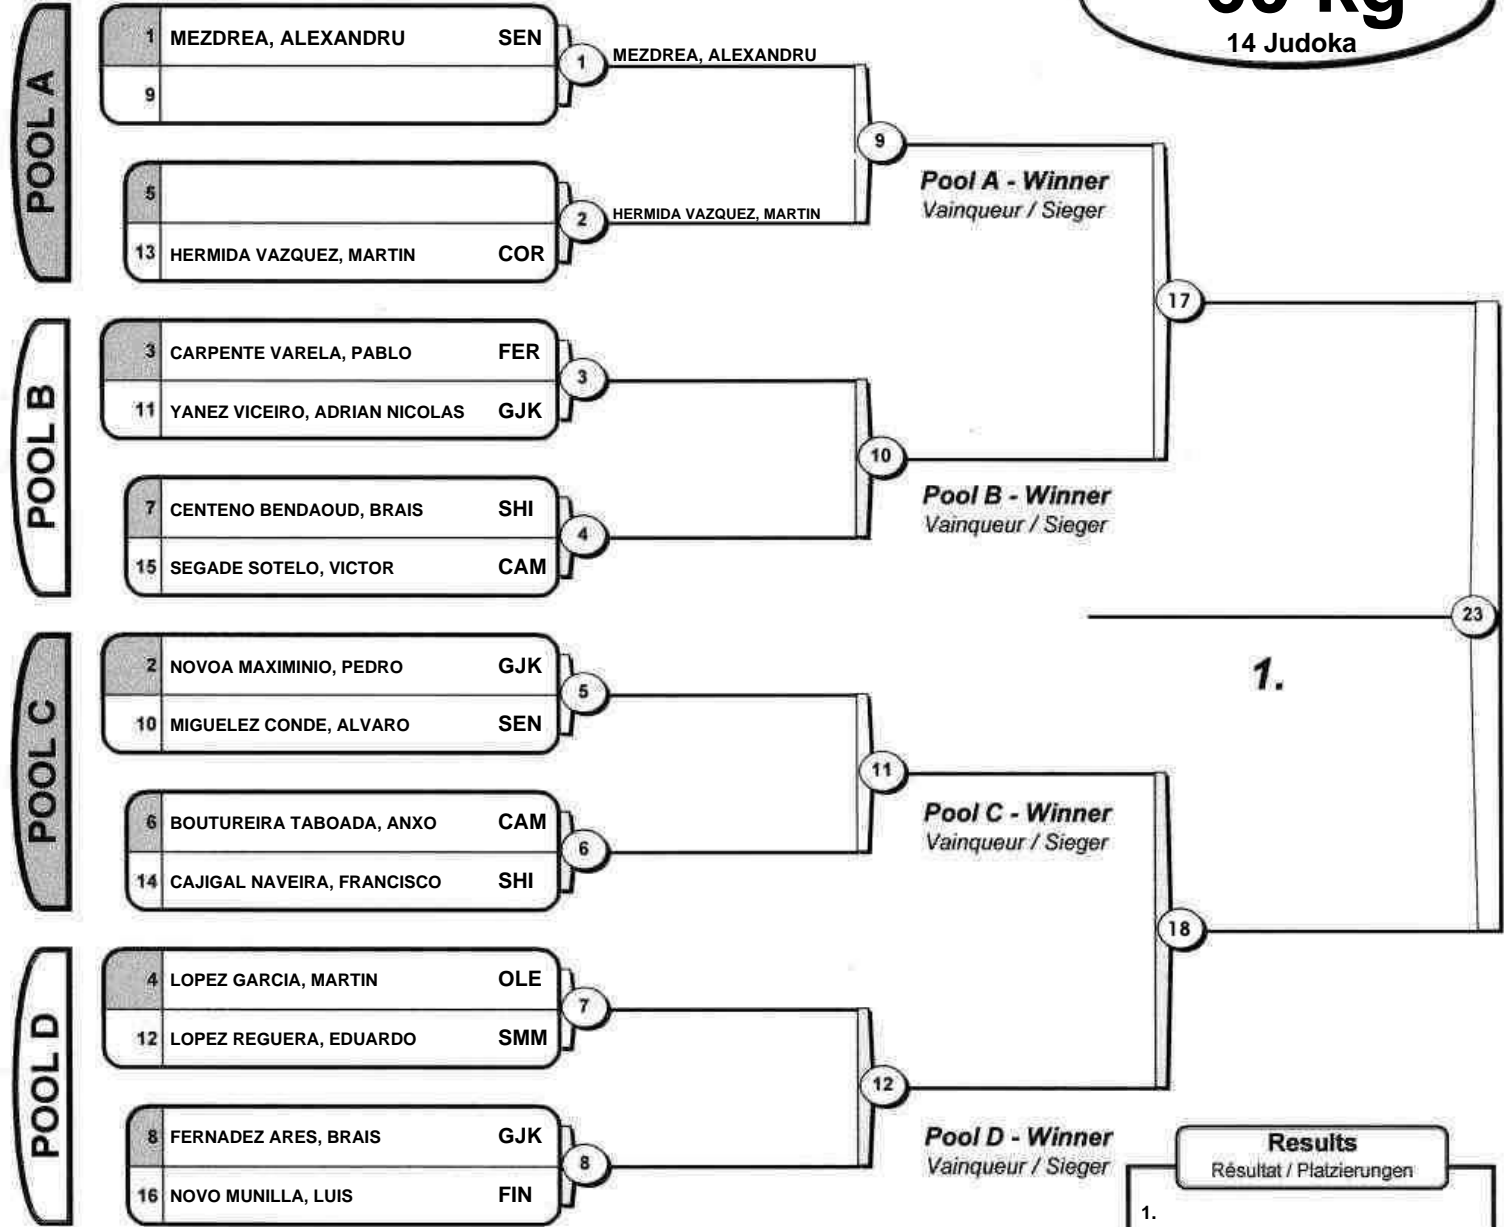 14 Judoka
POOL A
1 MEZDREA, ALEXANDRU SEN
9
1 MEZDREA, ALEXANDRU
5
13 HERMIDA VAZQUEZ, MARTIN COR
2 HERMIDA VAZQUEZ, MARTIN
9
Pool A - Winner
Vainqueur / Sieger
POOL B
3 CARPENTE VARELA, PABLO FER
11 YANEZ VICEIRO, ADRIAN NICOLAS GJK
3
7 CENTENO BENDAOUD, BRAIS SHI
15 SEGADE SOTELO, VICTOR CAM
4
10
Pool B - Winner
Vainqueur / Sieger
17
POOL C
2 NOVOA MAXIMINIO, PEDRO GJK
10 MIGUELEZ CONDE, ALVARO SEN
5
6 BOUTUREIRA TABOADA, ANXO CAM
14 CAJIGAL NAVEIRA, FRANCISCO SHI
6
11
Pool C - Winner
Vainqueur / Sieger
POOL D
4 LOPEZ GARCIA, MARTIN OLE
12 LOPEZ REGUERA, EDUARDO SMM
7
8 FERNADEZ ARES, BRAIS GJK
16 NOVO MUNILLA, LUIS FIN
8
12
Pool D - Winner
Vainqueur / Sieger
18
23
1.
Results
Résultat / Platzierungen
1.